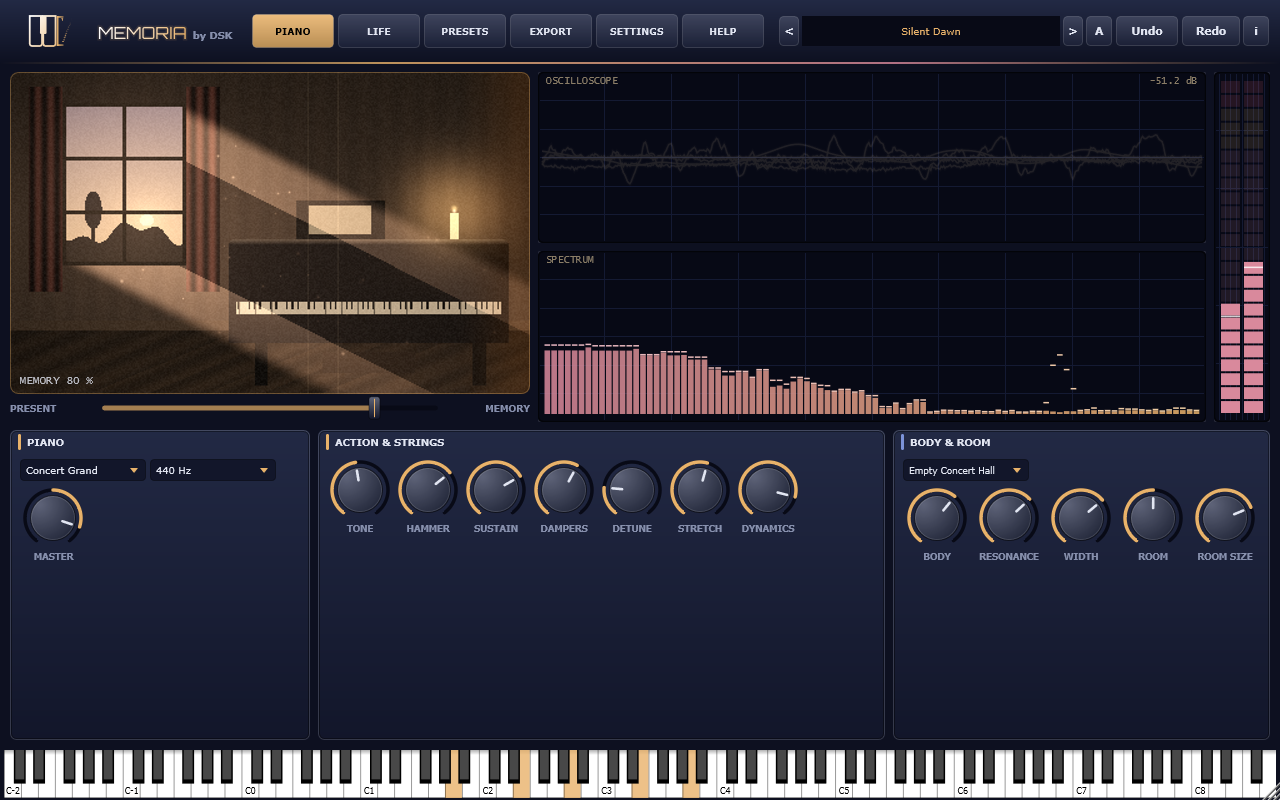 MEMORIA by DSK
PIANO
LIFE
PRESETS
EXPORT
SETTINGS
HELP
<
Silent Dawn
>
A
Undo
Redo
i
OSCILLOSCOPE
-51.2 dB
SPECTRUM
MEMORY 80 %
PRESENT
MEMORY
PIANO
Concert Grand
440 Hz
MASTER
ACTION & STRINGS
TONE
HAMMER
SUSTAIN
DAMPERS
DETUNE
STRETCH
DYNAMICS
BODY & ROOM
Empty Concert Hall
BODY
RESONANCE
WIDTH
ROOM
ROOM SIZE
C-2
C-1
C0
C1
C2
C3
C4
C5
C6
C7
C8